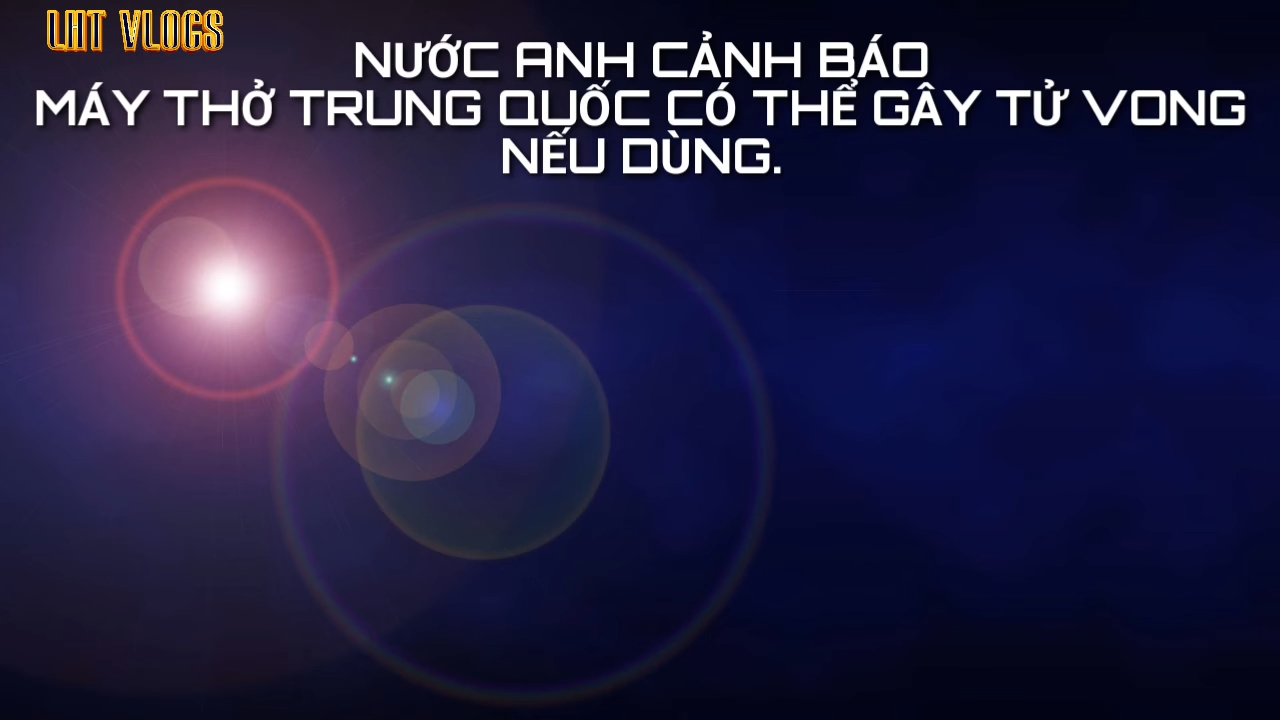 LHT VLOGS
NƯỚC ANH CẢNH BÁO
MÁY THỞ TRUNG QUỐC CÓ THỂ GÂY TỬ VONG
NẾU DÙNG.